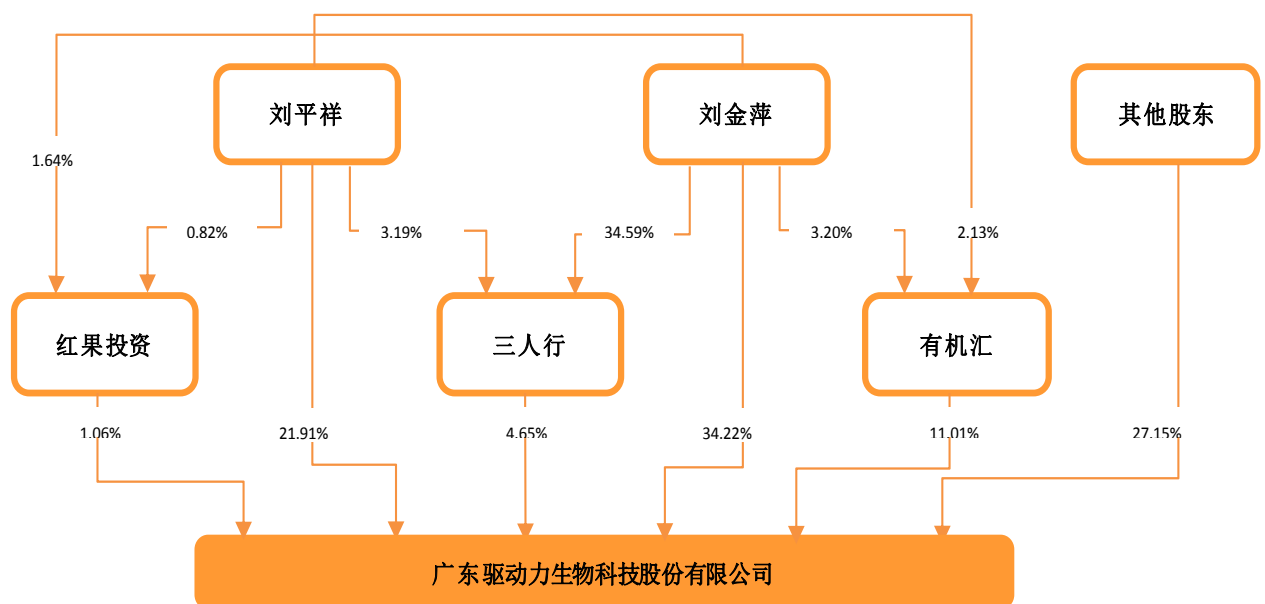 刘平祥
刘金萍
其他股东
1.64%
0.82%
3.19%
34.59%
3.20%
2.13%
红果投资
三人行
有机汇
1.06%
21.91%
4.65%
34.22%
11.01%
27.15%
广东驱动力生物科技股份有限公司